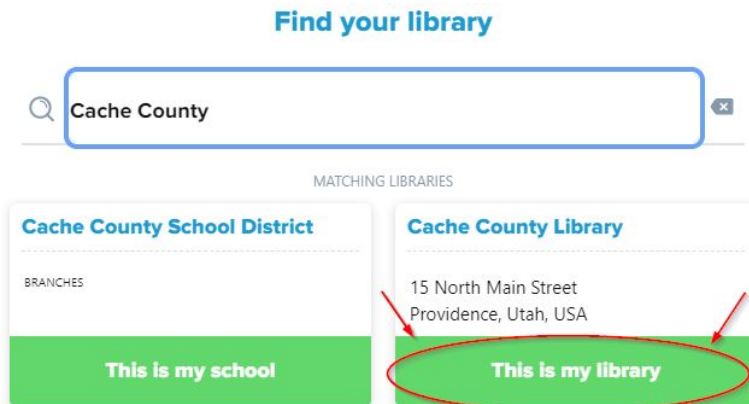 Find your library
Cache County
MATCHING LIBRARIES
Cache County School District
BRANCHES
This is my school
Cache County Library
15 North Main Street
Providence, Utah, USA
This is my library